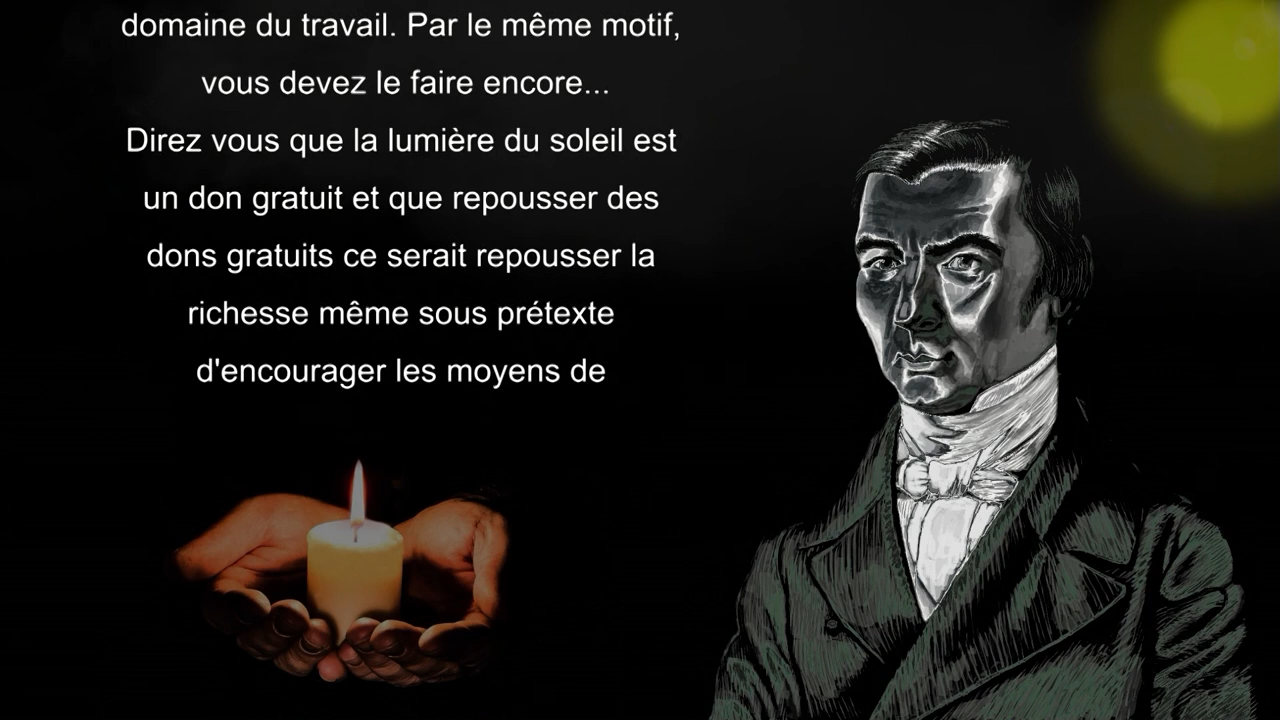 domaine du travail. Par le même motif,
vous devez le faire encore...
Direz vous que la lumière du soleil est
un don gratuit et que repousser des
dons gratuits ce serait repousser la
richesse même sous prétexte
d'encourager les moyens de